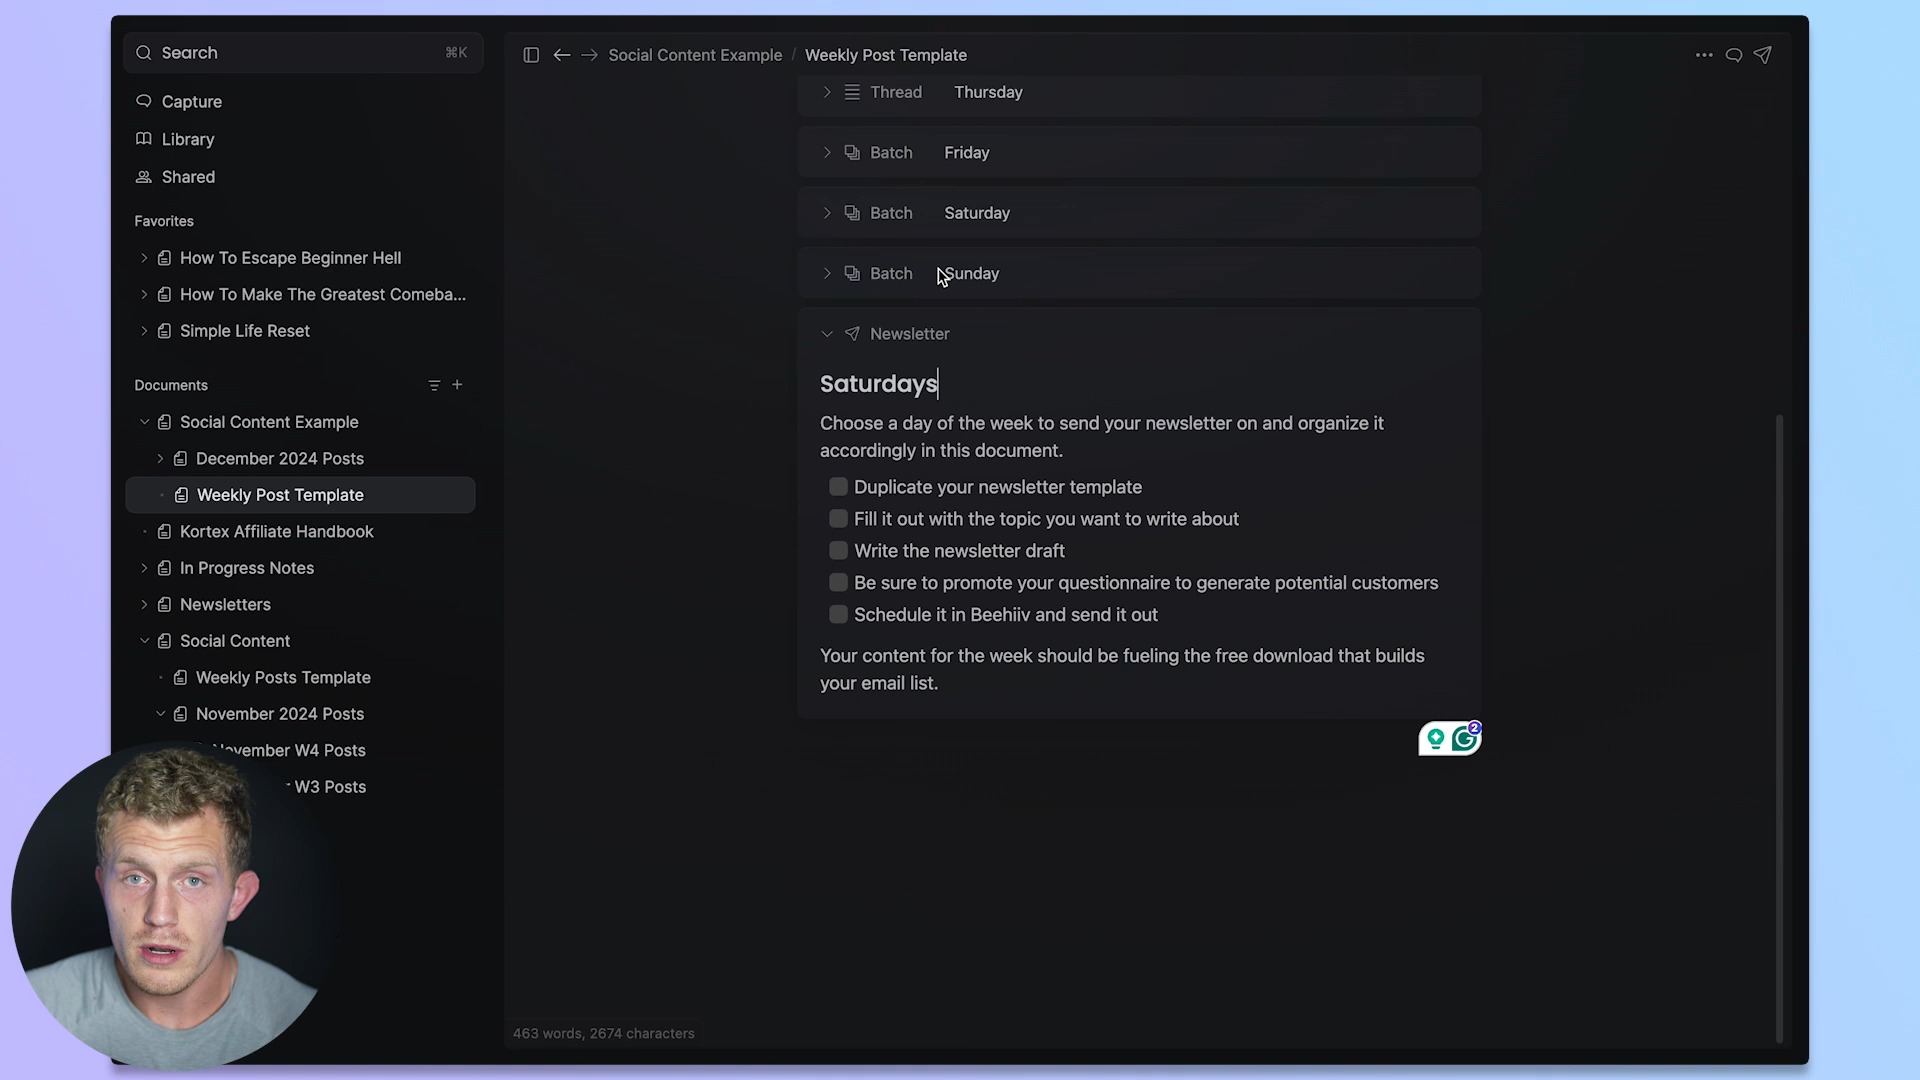 Search ⌘K
Capture
Library
Shared
Favorites
How To Escape Beginner Hell
How To Make The Greatest Comeba...
Simple Life Reset
Documents
Social Content Example
December 2024 Posts
Weekly Post Template
Kortex Affiliate Handbook
In Progress Notes
Newsletters
Social Content
Weekly Posts Template
November 2024 Posts
November W4 Posts
W3 Posts
Social Content Example / Weekly Post Template
Thread Thursday
Batch Friday
Batch Saturday
Batch Sunday
Newsletter
Saturdays
Choose a day of the week to send your newsletter on and organize it
accordingly in this document.
Duplicate your newsletter template
Fill it out with the topic you want to write about
Write the newsletter draft
Be sure to promote your questionnaire to generate potential customers
Schedule it in Beehiiv and send it out
Your content for the week should be fueling the free download that builds
your email list.
2
463 words, 2674 characters